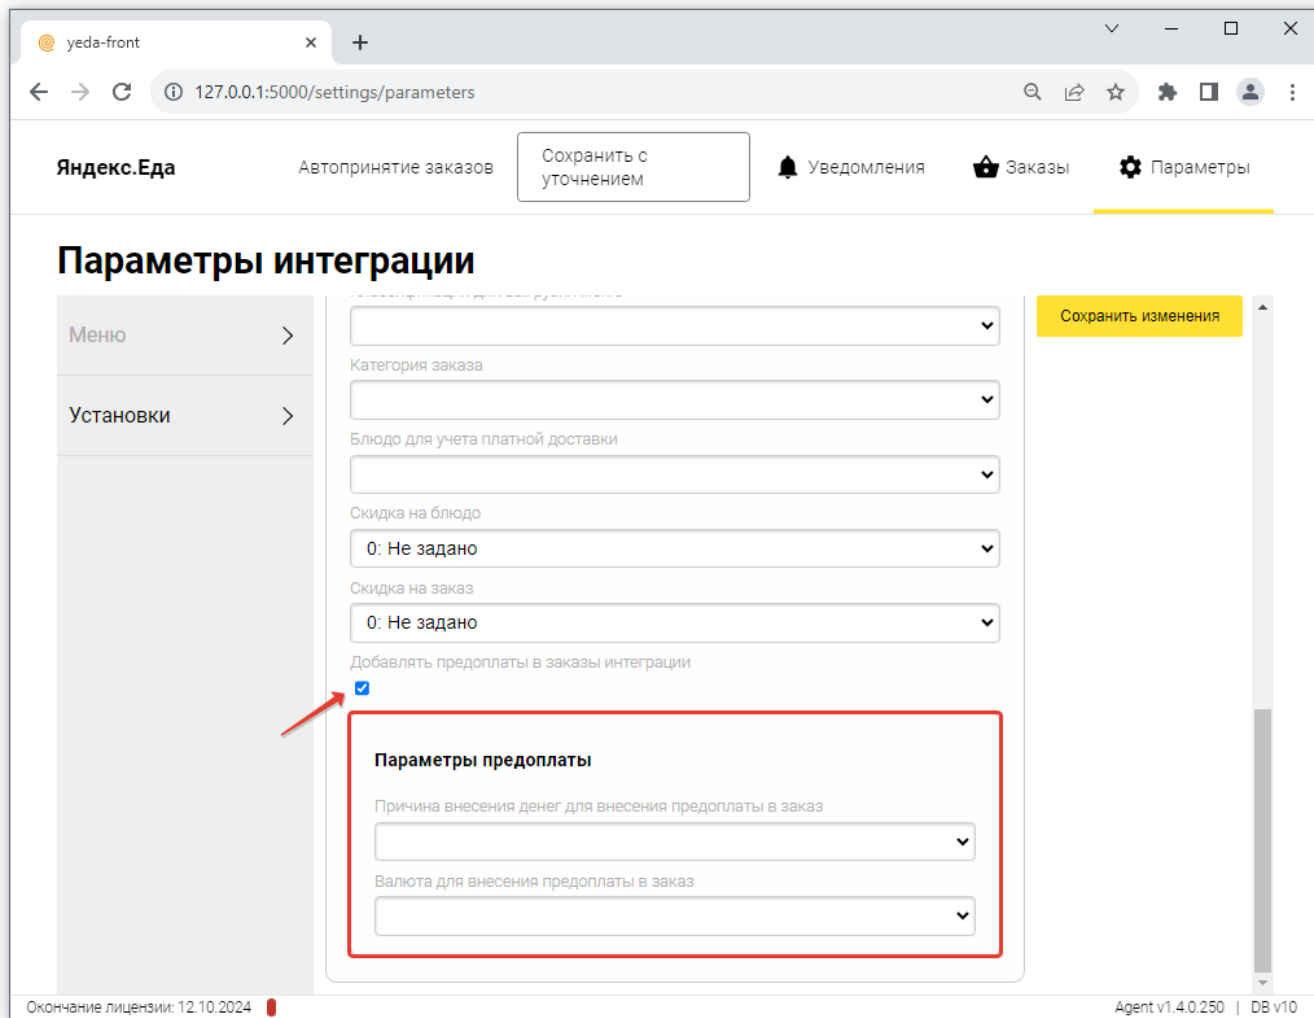 yeda-front
127.0.0.1:5000/settings/parameters
Яндекс.Еда
Автопринятие заказов
Сохранить с
уточнением
Уведомления
Заказы
Параметры
Параметры интеграции
Меню
Установки
Сохранить изменения
Категория заказа
Блюдо для учета платной доставки
Скидка на блюдо
0: Не задано
Скидка на заказ
0: Не задано
Добавлять предоплаты в заказы интеграции
Параметры предоплаты
Причина внесения денег для внесения предоплаты в заказ
Валюта для внесения предоплаты в заказ
Окончание лицензии: 12.10.2024
Agent v1.4.0.250 | DB v10